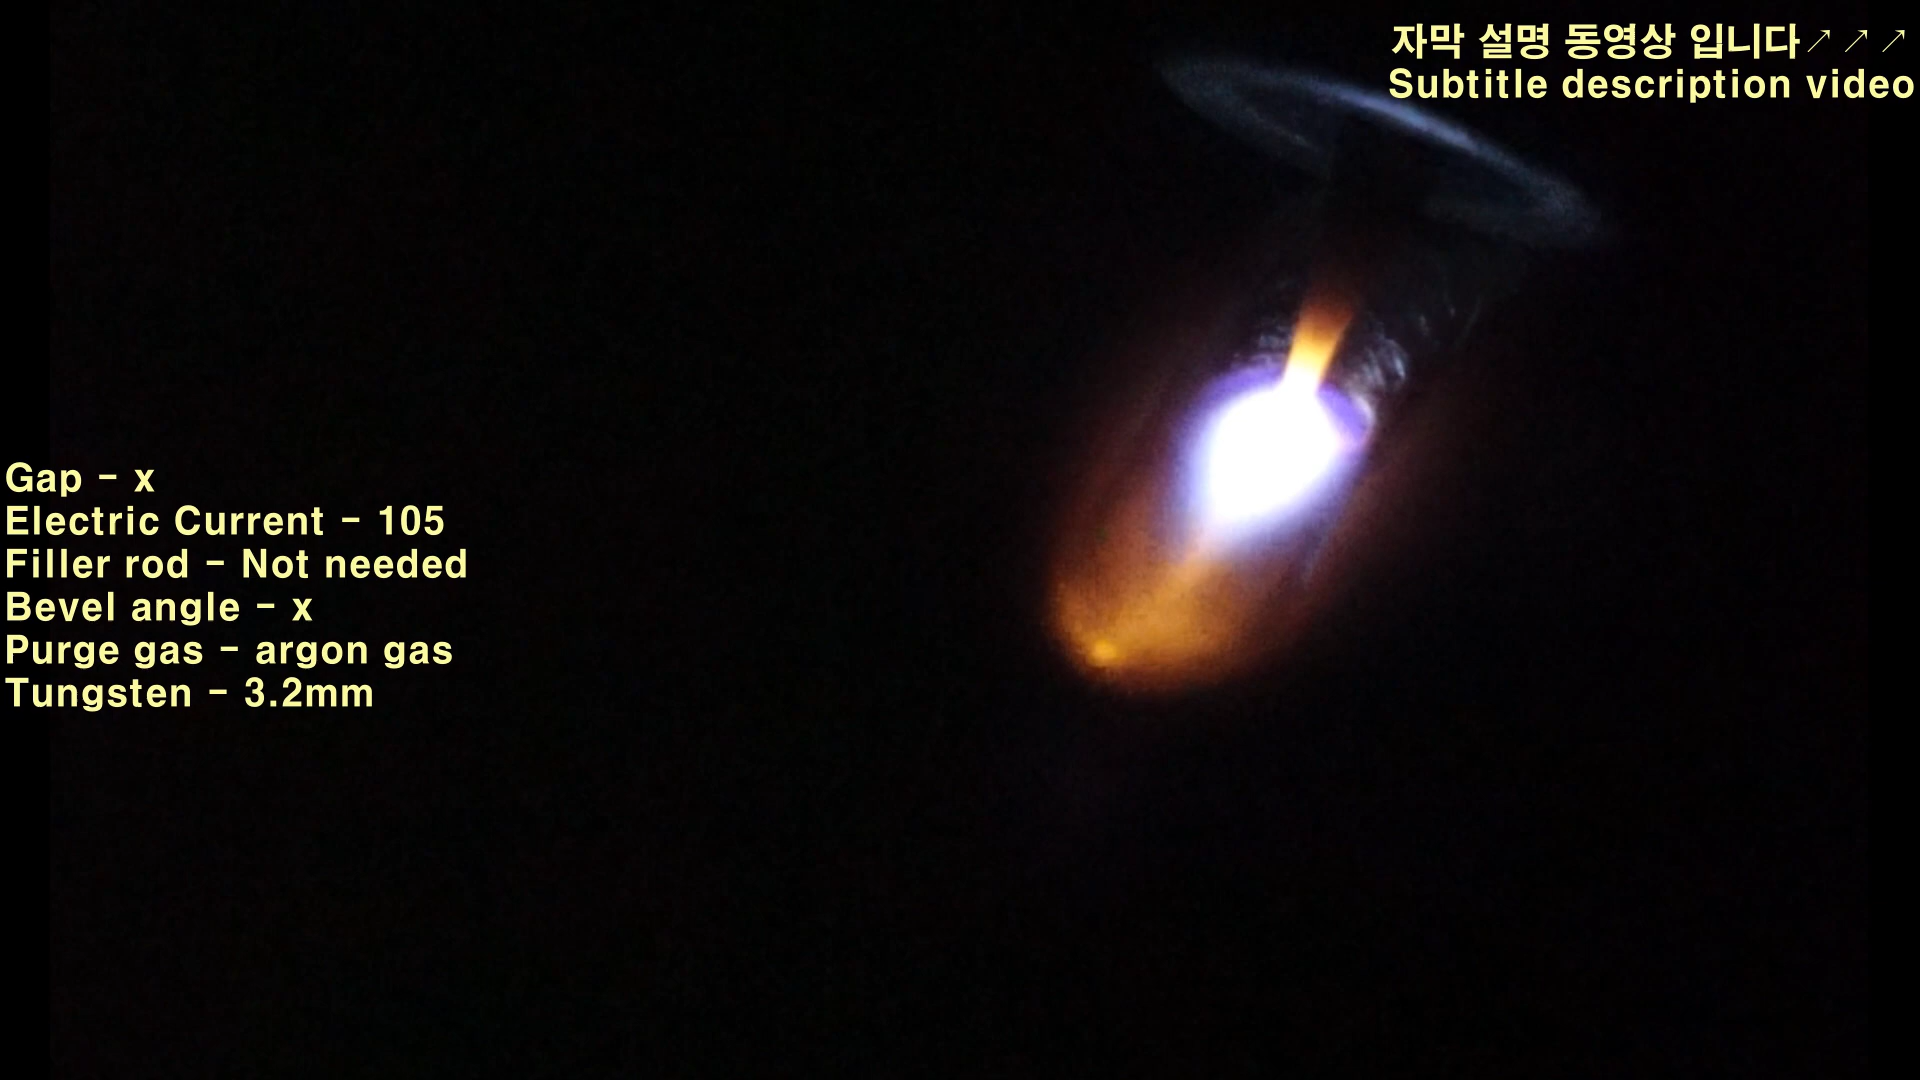 자막 설명 동영상 입니다↗↗↗
Subtitle description video
Gap - x
Electric Current - 105
Filler rod - Not needed
Bevel angle - x
Purge gas - argon gas
Tungsten - 3.2mm